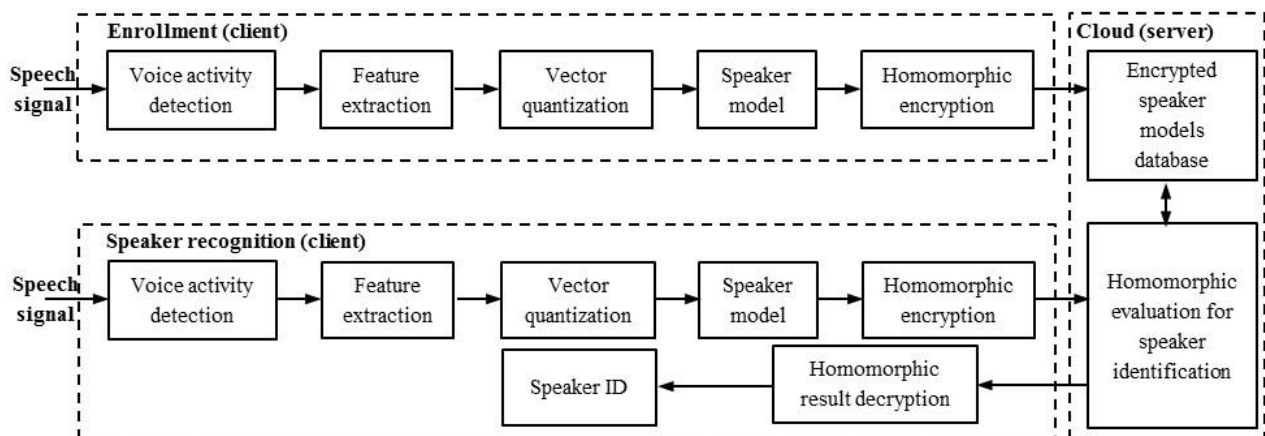 Enrollment (client)
Speech
signal
Voice activity
detection
Feature
extraction
Vector
quantization
Speaker
model
Homomorphic
encryption
Cloud (server)
Encrypted
speaker
models
database
Speaker recognition (client)
Speech
signal
Voice activity
detection
Feature
extraction
Vector
quantization
Speaker
model
Homomorphic
encryption
Homomorphic
evaluation for
speaker
identification
Homomorphic
result decryption
Speaker ID